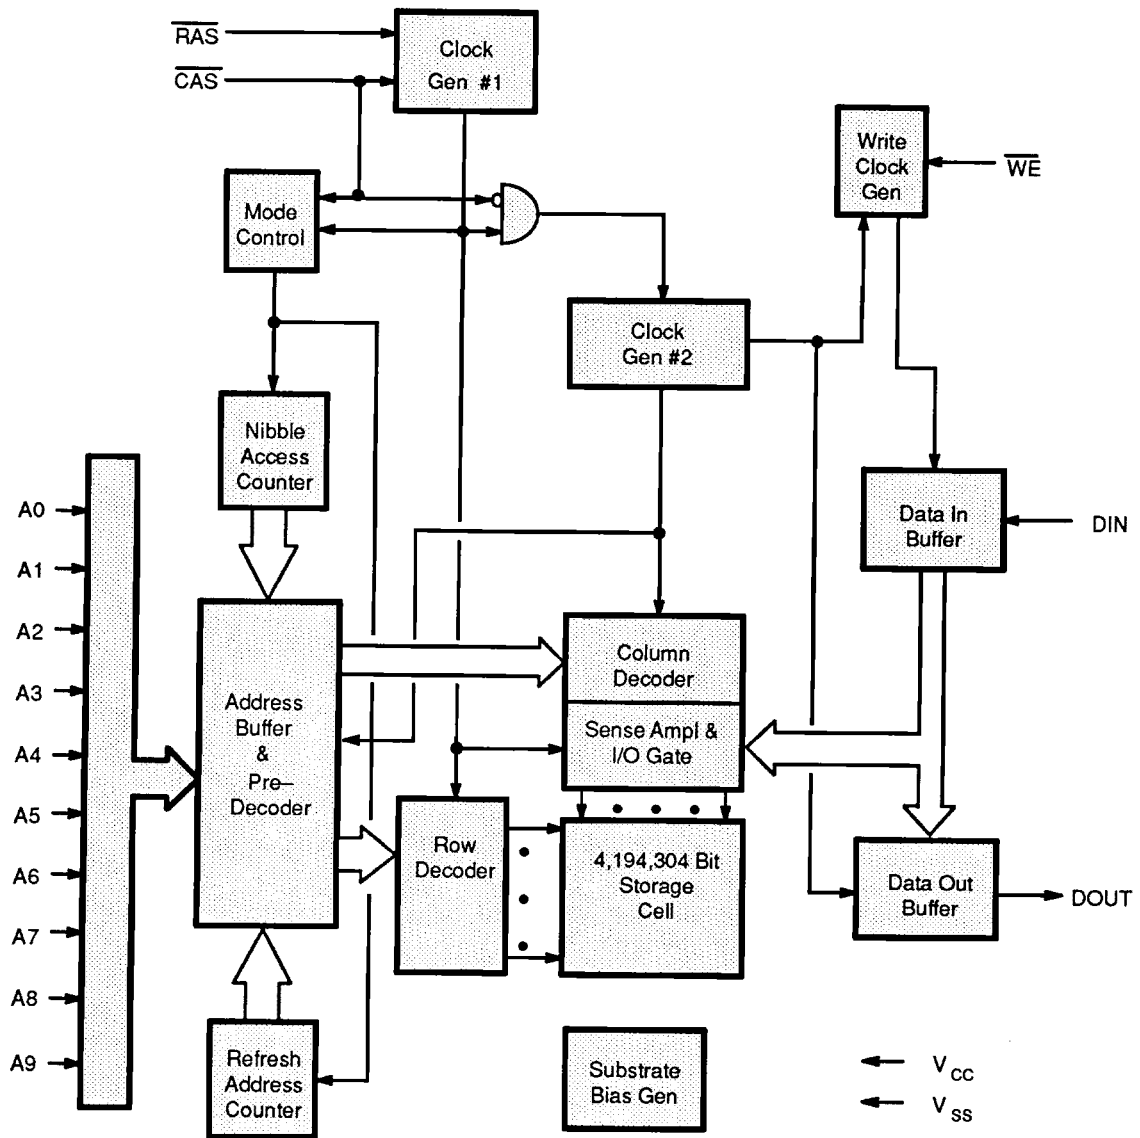 RAS
CAS
Clock
Gen #1
Write
Clock
Gen
WE
Mode
Control
Clock
Gen #2
Nibble
Access
Counter
Data In
Buffer
DIN
A0
A1
A2
A3
A4
A5
A6
A7
A8
A9
Address
Buffer
&
Pre–
Decoder
Column
Decoder
Sense Ampl &
I/O Gate
Row
Decoder
4,194,304 Bit
Storage
Cell
Data Out
Buffer
DOUT
Refresh
Address
Counter
Substrate
Bias Gen
VCC
VSS